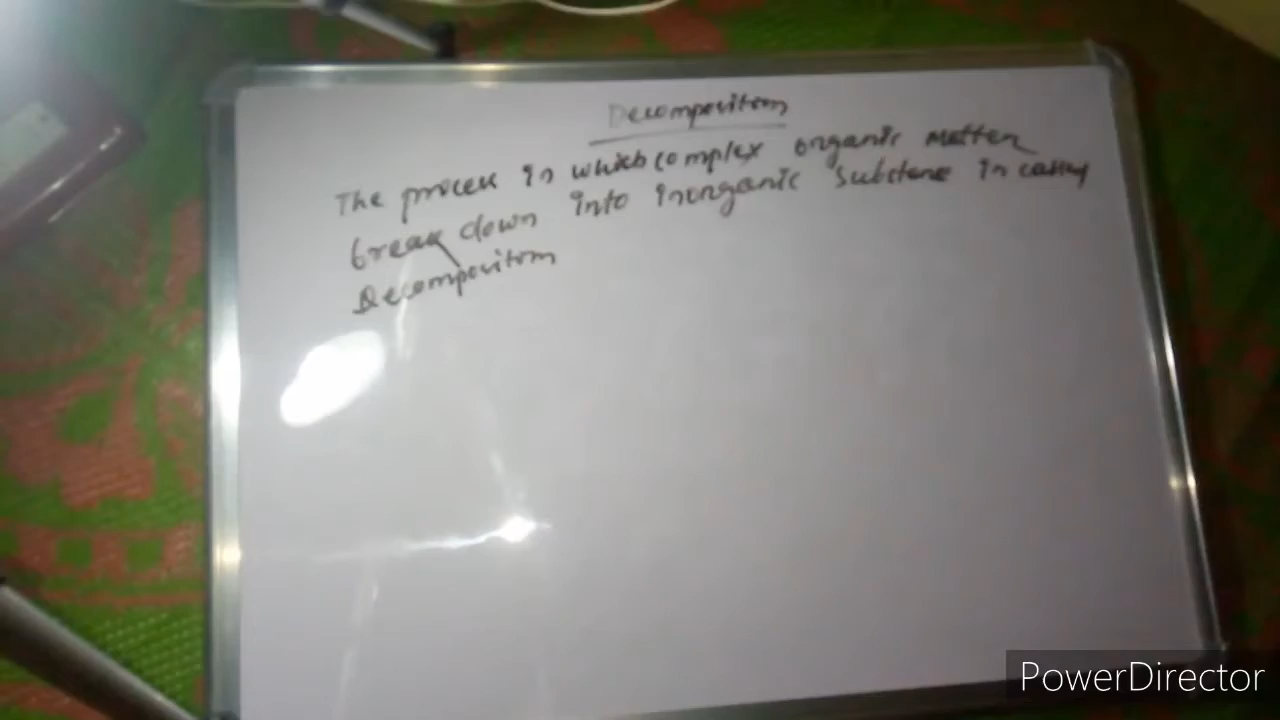 Decomposition
The process in which complex organic matter
break down into inorganic substance is called
Decomposition
PowerDirector